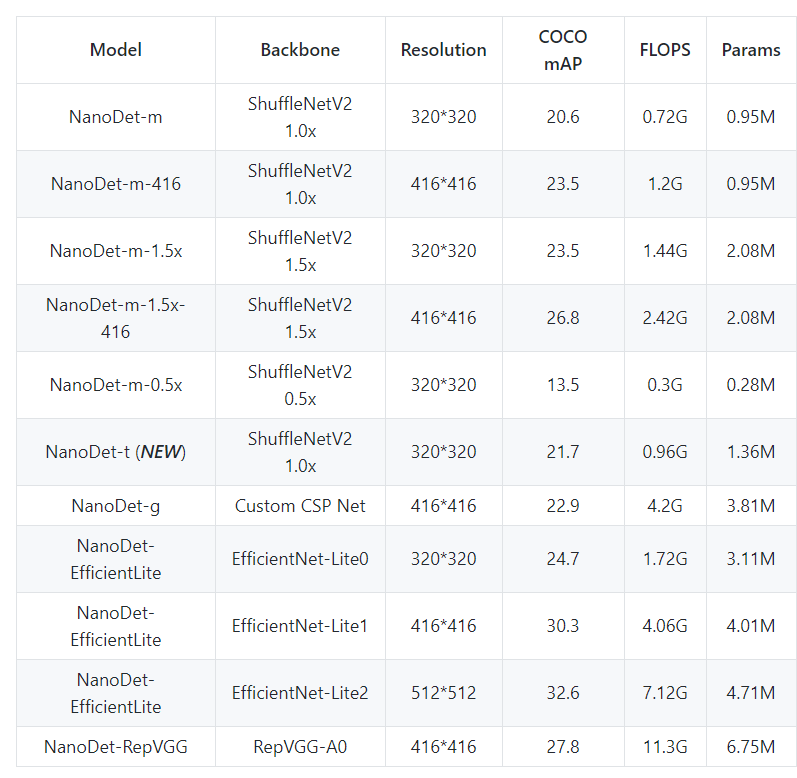 Model Backbone Resolution COCO mAP FLOPS Params
NanoDet-m ShuffleNetV2 1.0x 320*320 20.6 0.72G 0.95M
NanoDet-m-416 ShuffleNetV2 1.0x 416*416 23.5 1.2G 0.95M
NanoDet-m-1.5x ShuffleNetV2 1.5x 320*320 23.5 1.44G 2.08M
NanoDet-m-1.5x-416 ShuffleNetV2 1.5x 416*416 26.8 2.42G 2.08M
NanoDet-m-0.5x ShuffleNetV2 0.5x 320*320 13.5 0.3G 0.28M
NanoDet-t (NEW) ShuffleNetV2 1.0x 320*320 21.7 0.96G 1.36M
NanoDet-g Custom CSP Net 416*416 22.9 4.2G 3.81M
NanoDet-EfficientLite EfficientNet-Lite0 320*320 24.7 1.72G 3.11M
NanoDet-EfficientLite EfficientNet-Lite1 416*416 30.3 4.06G 4.01M
NanoDet-EfficientLite EfficientNet-Lite2 512*512 32.6 7.12G 4.71M
NanoDet-RepVGG RepVGG-A0 416*416 27.8 11.3G 6.75M